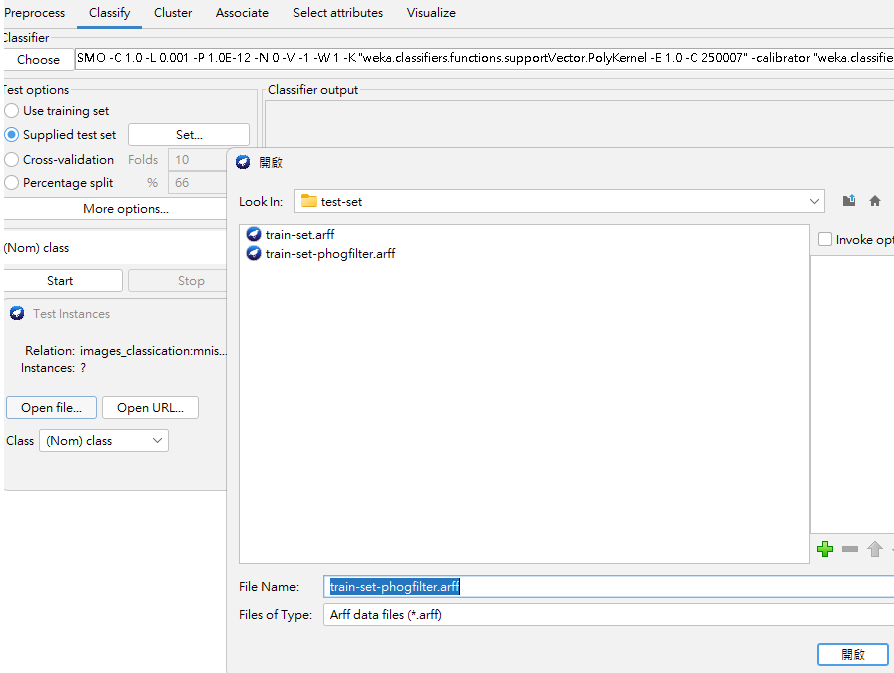 Preprocess Classify Cluster Associate Select attributes Visualize
Classifier
Choose SMO -C 1.0 -L 0.001 -P 1.0E-12 -N 0 -V -1 -W 1 -K "weka.classifiers.functions.supportVector.PolyKernel -E 1.0 -C 250007" -calibrator "weka.classifie
Test options
Classifier output
Use training set
Supplied test set Set...
Cross-validation Folds 10
Percentage split % 66
More options...
(Nom) class
Start Stop
Test Instances
Relation: images_classication:mnis...
Instances: ?
Open file... Open URL...
Class (Nom) class
開啟
Look In: test-set
train-set.arff
train-set-phogfilter.arff
Invoke opt
File Name: train-set-phogfilter.arff
Files of Type: Arff data files (*.arff)
開啟